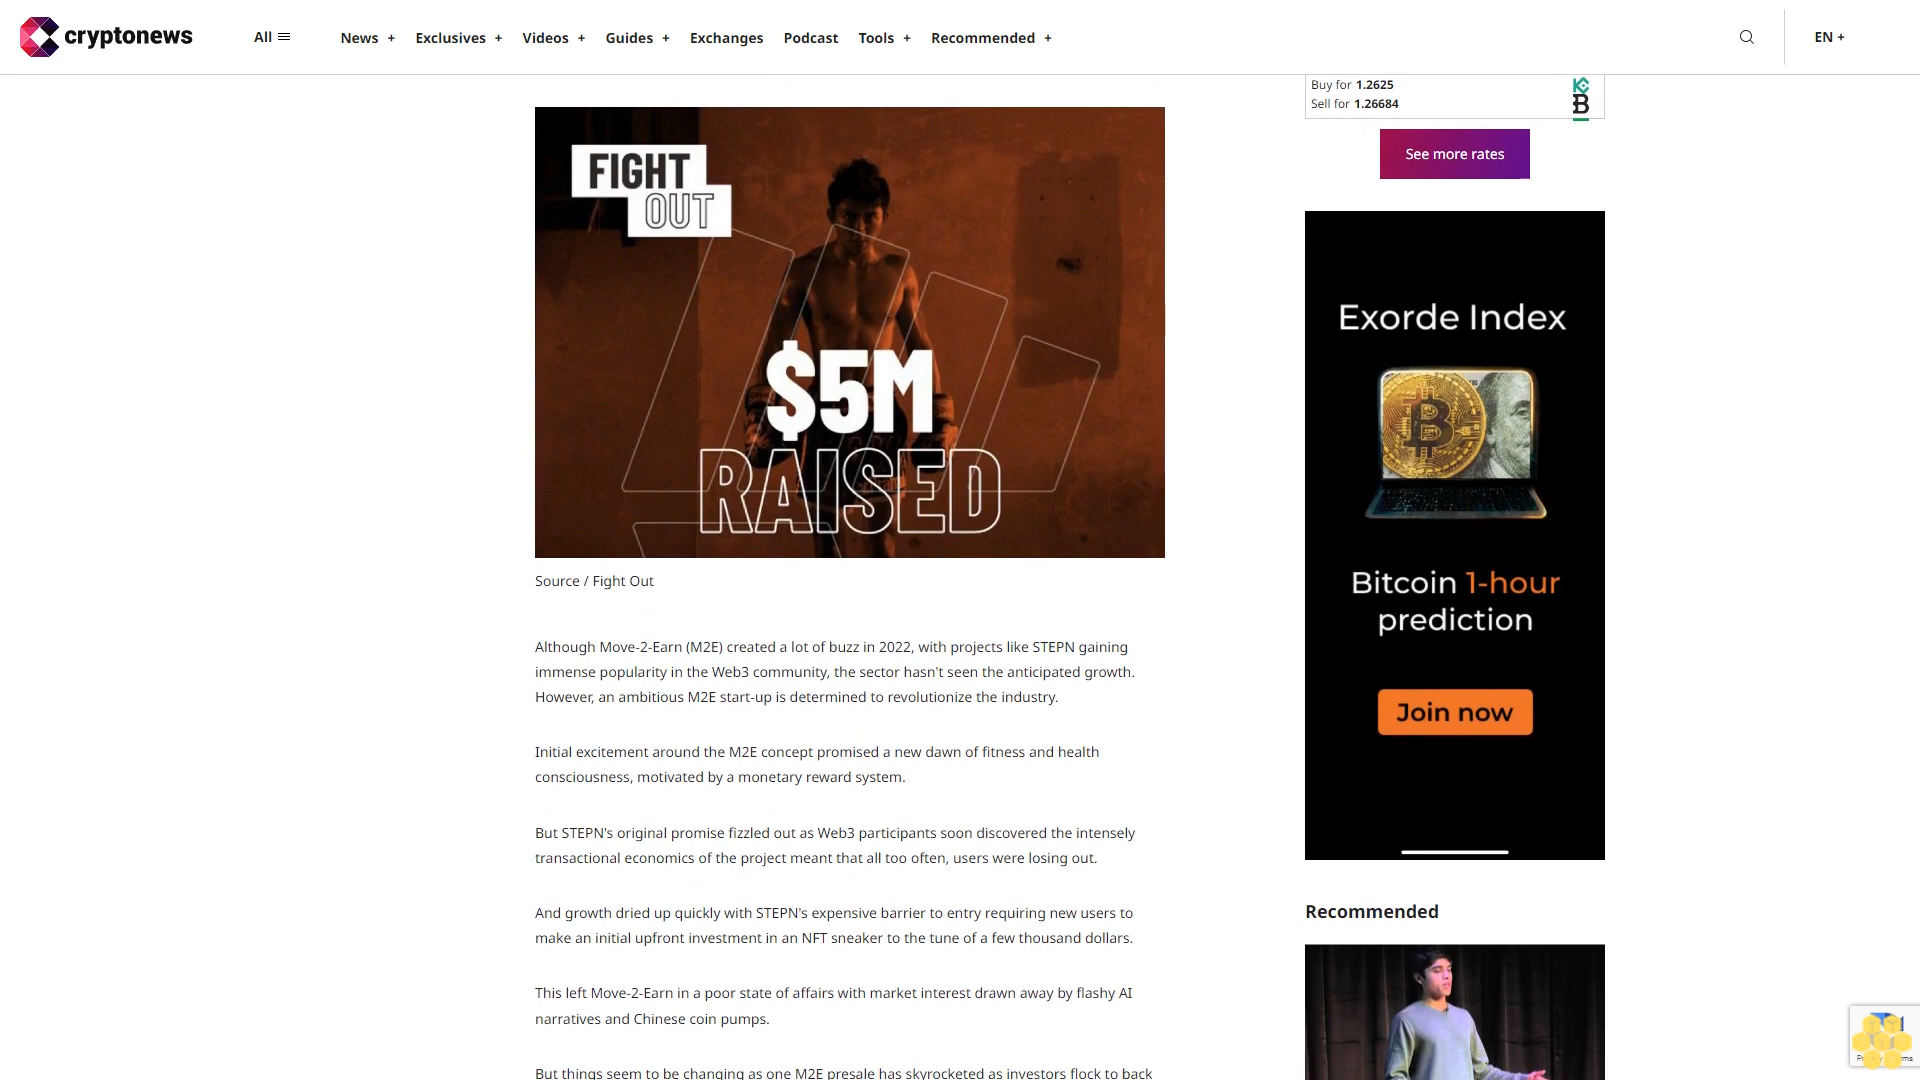 cryptonews
All
News +
Exclusives +
Videos +
Guides +
Exchanges
Podcast
Tools +
Recommended +
EN +
FIGHT
OUT
$5M
RAISED
Source / Fight Out
Although Move-2-Earn (M2E) created a lot of buzz in 2022, with projects like STEPN gaining
immense popularity in the Web3 community, the sector hasn't seen the anticipated growth.
However, an ambitious M2E start-up is determined to revolutionize the industry.
Initial excitement around the M2E concept promised a new dawn of fitness and health
consciousness, motivated by a monetary reward system.
But STEPN's original promise fizzled out as Web3 participants soon discovered the intensely
transactional economics of the project meant that all too often, users were losing out.
And growth dried up quickly with STEPN's expensive barrier to entry requiring new users to
make an initial upfront investment in an NFT sneaker to the tune of a few thousand dollars.
This left Move-2-Earn in a poor state of affairs with market interest drawn away by flashy AI
narratives and Chinese coin pumps.
But things seem to be changing as one M2E presale has skyrocketed as investors flock to back
Buy for 1.2625
Sell for 1.26684
See more rates
Exorde Index
Bitcoin 1-hour
prediction
Join now
Recommended